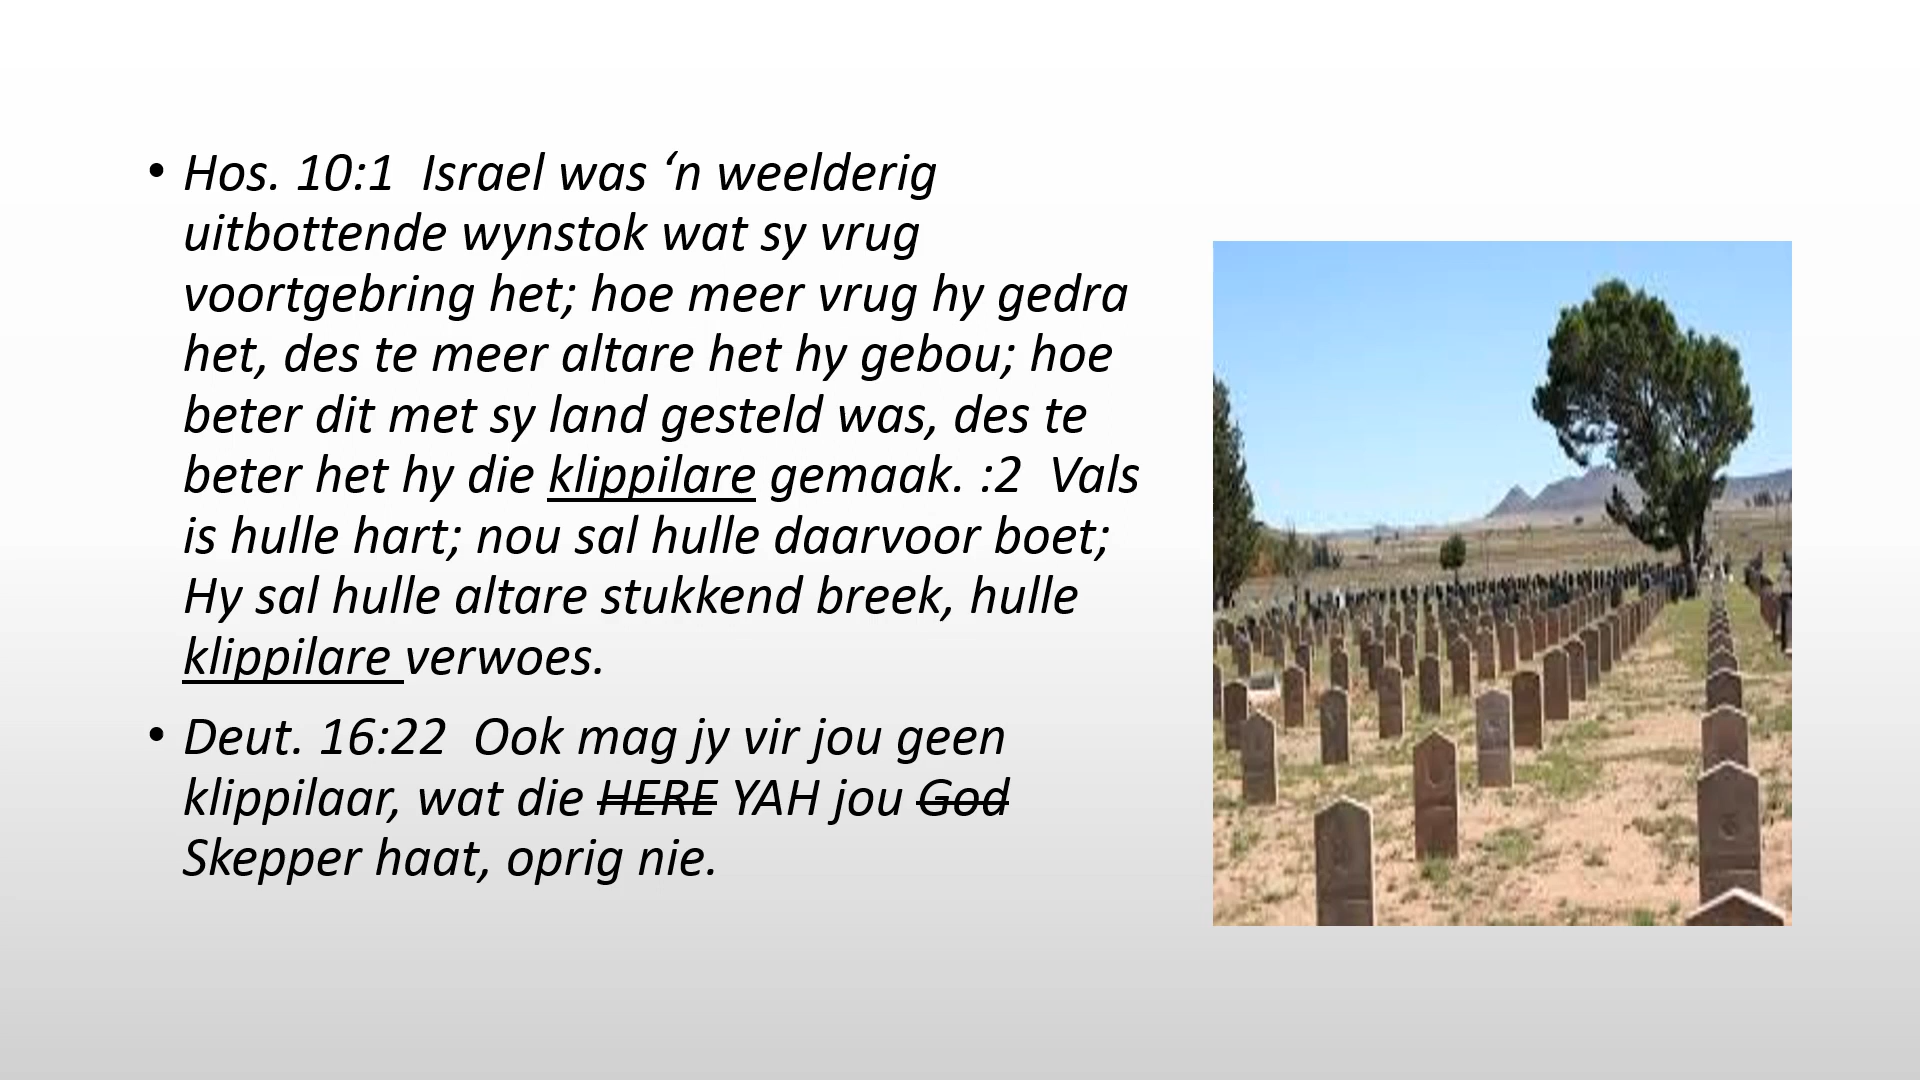 • Hos. 10:1  Israel was ‘n weelderig
uitbottende wynstok wat sy vrug
voortgebring het; hoe meer vrug hy gedra
het, des te meer altare het hy gebou; hoe
beter dit met sy land gesteld was, des te
beter het hy die klippilare gemaak. :2  Vals
is hulle hart; nou sal hulle daarvoor boet;
Hy sal hulle altare stukkend breek, hulle
klippilare verwoes.
• Deut. 16:22  Ook mag jy vir jou geen
klippilaar, wat die HERE YAH jou God
Skepper haat, oprig nie.